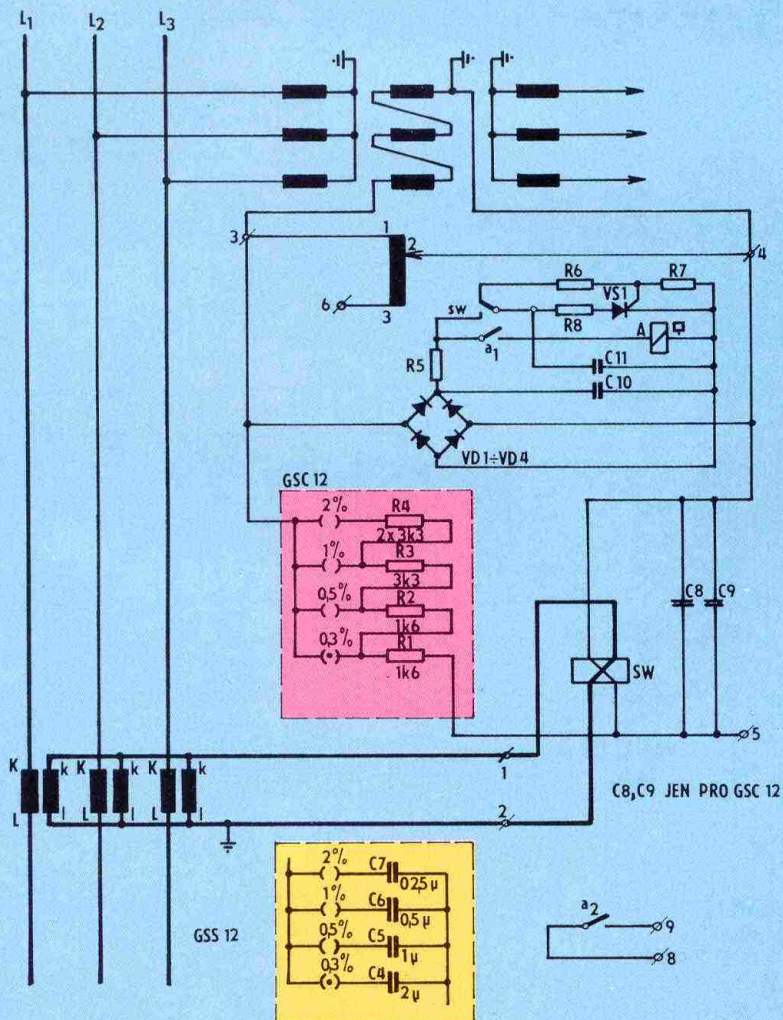 L1 L2 L3
3 1 2 4
6 3
R6 R7
VS1
sw R8
a1 A
C11
R5 C10
VD1÷VD4
GSC 12
2% R4
2x3k3
1% R3
3k3
0,5% R2
1k6
0,3% R1
1k6
C8 C9
SW
5
K k K k K k
1
L l L l L l
2
C8,C9 JEN PRO GSC 12
2% C7
025µ
1% C6
0,5µ
GSS 12
0,5% C5
1µ
0,3% C4
2µ
a2
9
8